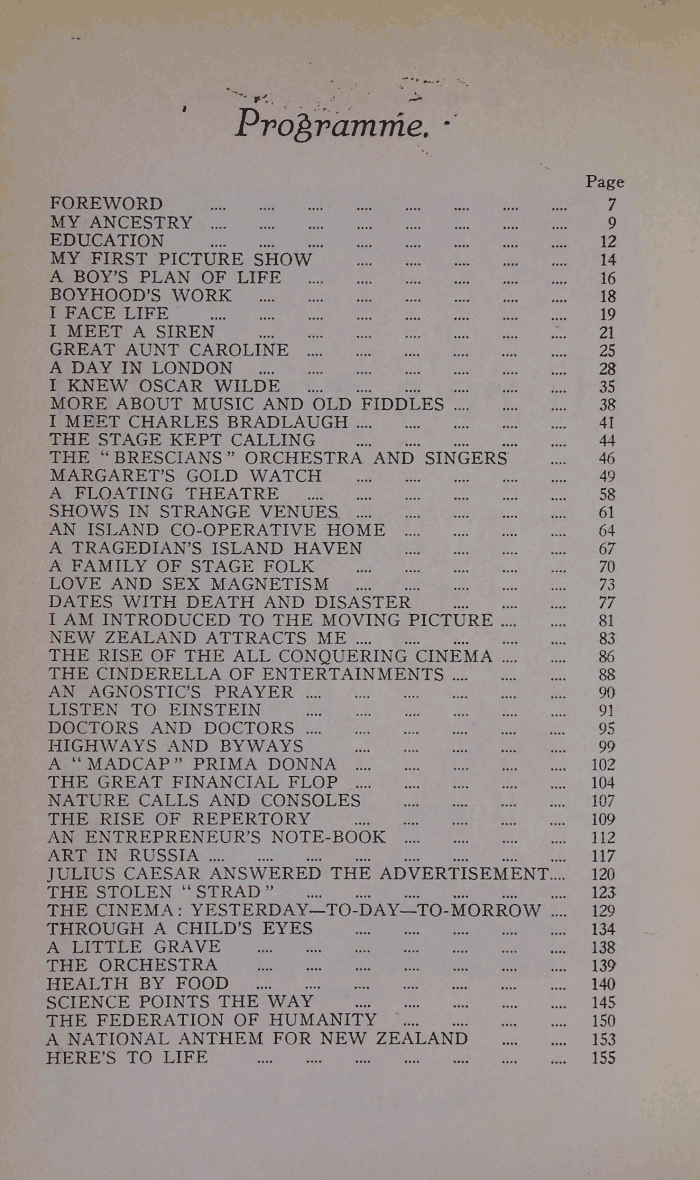 Programme.
Page
FOREWORD .... .... .... .... .... .... .... .... 7
MY ANCESTRY .... .... .... .... .... .... .... .... 9
EDUCATION .... .... .... .... .... .... .... .... 12
MY FIRST PICTURE SHOW .... .... .... .... .... 14
A BOY'S PLAN OF LIFE .... .... .... .... .... .... 16
BOYHOOD'S WORK .... .... .... .... .... .... .... 18
I FACE LIFE .... .... .... .... .... .... .... .... 19
I MEET A SIREN .... .... .... .... .... .... .... 21
GREAT AUNT CAROLINE .... .... .... .... .... .... 25
A DAY IN LONDON .... .... .... .... .... .... .... 28
I KNEW OSCAR WILDE .... .... .... .... .... .... 35
MORE ABOUT MUSIC AND OLD FIDDLES .... .... .... 38
I MEET CHARLES BRADLAUGH .... .... .... .... .... 41
THE STAGE KEPT CALLING .... .... .... .... .... 44
THE "BRESCIANS" ORCHESTRA AND SINGERS .... 46
MARGARET'S GOLD WATCH .... .... .... .... .... 49
A FLOATING THEATRE .... .... .... .... .... .... 58
SHOWS IN STRANGE VENUES .... .... .... .... .... 61
AN ISLAND CO-OPERATIVE HOME .... .... .... .... 64
A TRAGEDIAN'S ISLAND HAVEN .... .... .... .... 67
A FAMILY OF STAGE FOLK .... .... .... .... .... 70
LOVE AND SEX MAGNETISM .... .... .... .... .... 73
DATES WITH DEATH AND DISASTER .... .... .... 77
I AM INTRODUCED TO THE MOVING PICTURE .... .... 81
NEW ZEALAND ATTRACTS ME .... .... .... .... .... 83
THE RISE OF THE ALL CONQUERING CINEMA .... .... 86
THE CINDERELLA OF ENTERTAINMENTS .... .... .... 88
AN AGNOSTIC'S PRAYER .... .... .... .... .... .... 90
LISTEN TO EINSTEIN .... .... .... .... .... .... 91
DOCTORS AND DOCTORS .... .... .... .... .... .... 95
HIGHWAYS AND BYWAYS .... .... .... .... .... 99
A "MADCAP" PRIMA DONNA .... .... .... .... .... 102
THE GREAT FINANCIAL FLOP .... .... .... .... .... 104
NATURE CALLS AND CONSOLES .... .... .... .... 107
THE RISE OF REPERTORY .... .... .... .... .... 109
AN ENTREPRENEUR'S NOTE-BOOK .... .... .... .... 112
ART IN RUSSIA .... .... .... .... .... .... .... .... 117
JULIUS CAESAR ANSWERED THE ADVERTISEMENT.... 120
THE STOLEN "STRAD" .... .... .... .... .... .... 123
THE CINEMA: YESTERDAY—TO-DAY—TO-MORROW .... 129
THROUGH A CHILD'S EYES .... .... .... .... .... 134
A LITTLE GRAVE .... .... .... .... .... .... .... 138
THE ORCHESTRA .... .... .... .... .... .... .... 139
HEALTH BY FOOD .... .... .... .... .... .... .... 140
SCIENCE POINTS THE WAY .... .... .... .... .... 145
THE FEDERATION OF HUMANITY .... .... .... .... 150
A NATIONAL ANTHEM FOR NEW ZEALAND .... .... 153
HERE'S TO LIFE .... .... .... .... .... .... .... 155